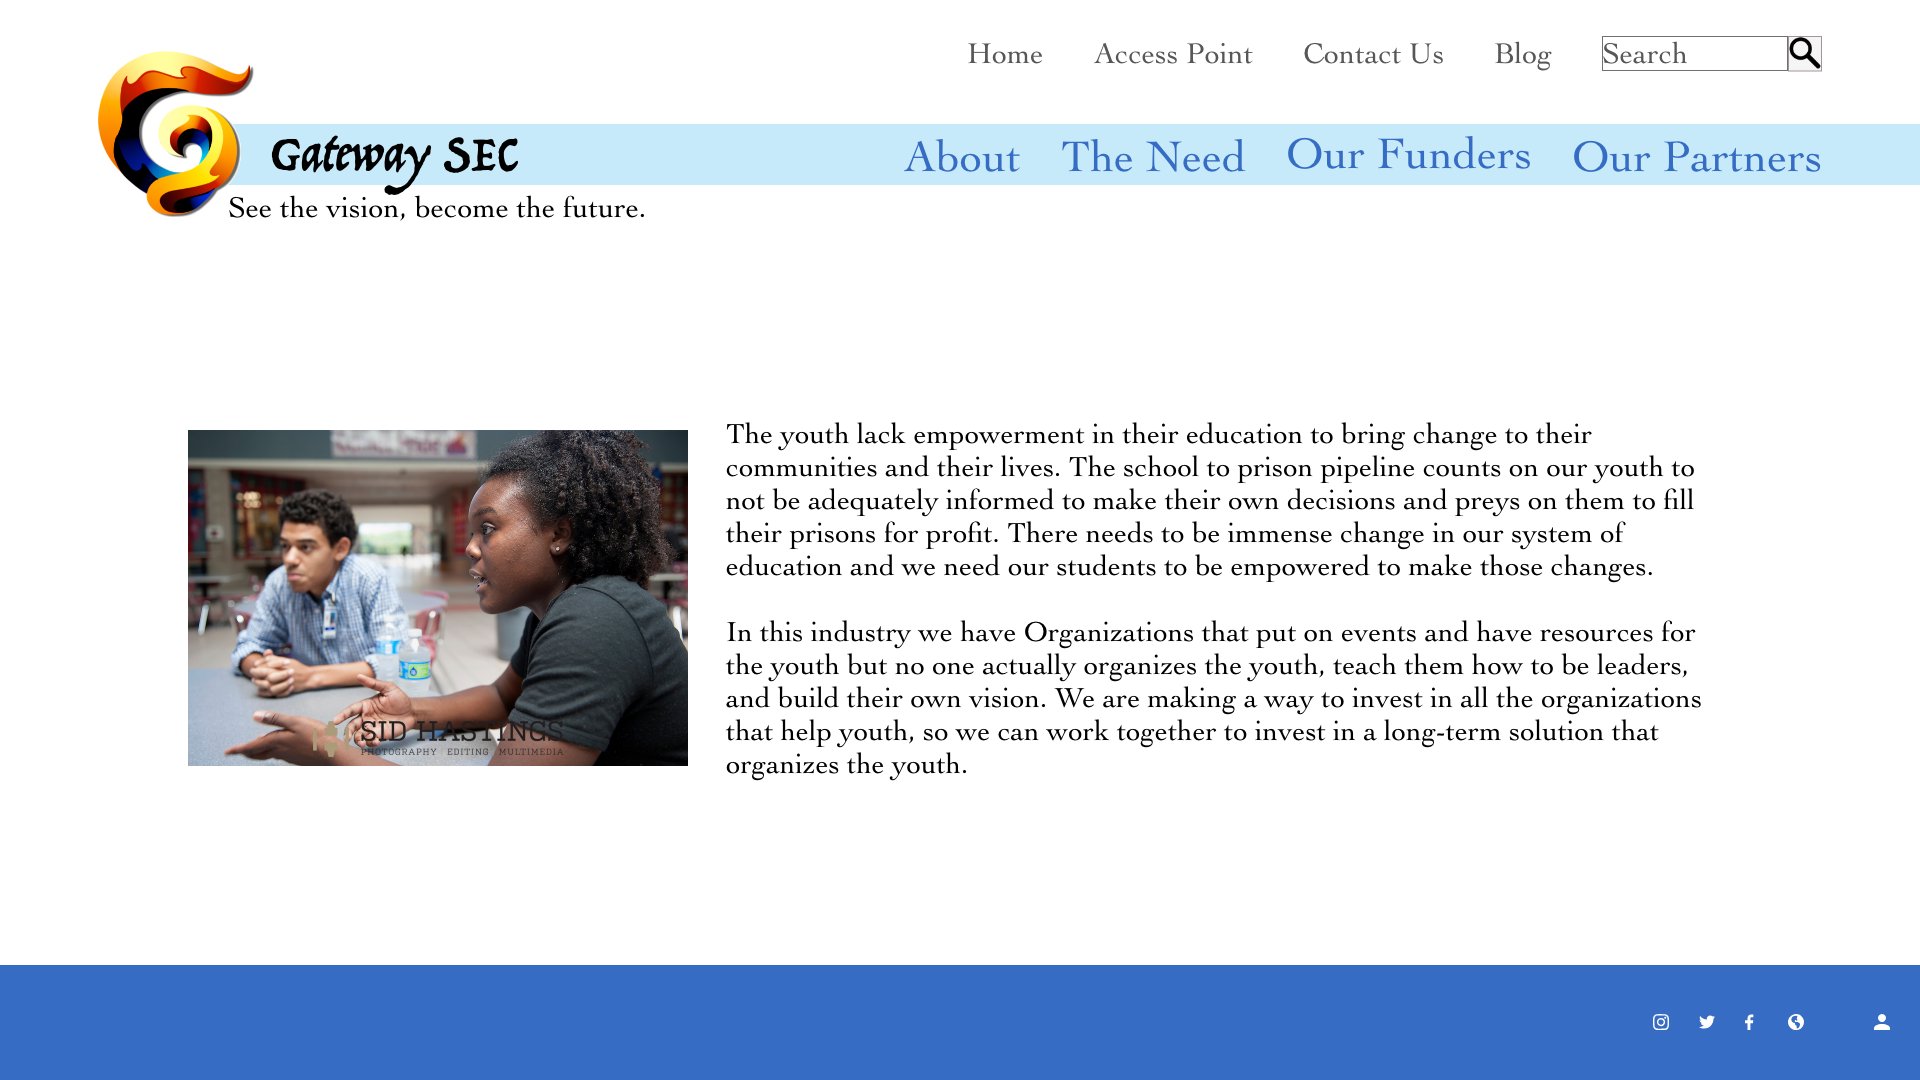 Home Access Point Contact Us Blog Search
Gateway SEC
About The Need Our Funders Our Partners
See the vision, become the future.
The youth lack empowerment in their education to bring change to their
communities and their lives. The school to prison pipeline counts on our youth to
not be adequately informed to make their own decisions and preys on them to fill
their prisons for profit. There needs to be immense change in our system of
education and we need our students to be empowered to make those changes.
In this industry we have Organizations that put on events and have resources for
the youth but no one actually organizes the youth, teach them how to be leaders,
and build their own vision. We are making a way to invest in all the organizations
that help youth, so we can work together to invest in a long-term solution that
organizes the youth.
SID HASTINGS
PHOTOGRAPHY EDITING MULTIMEDIA